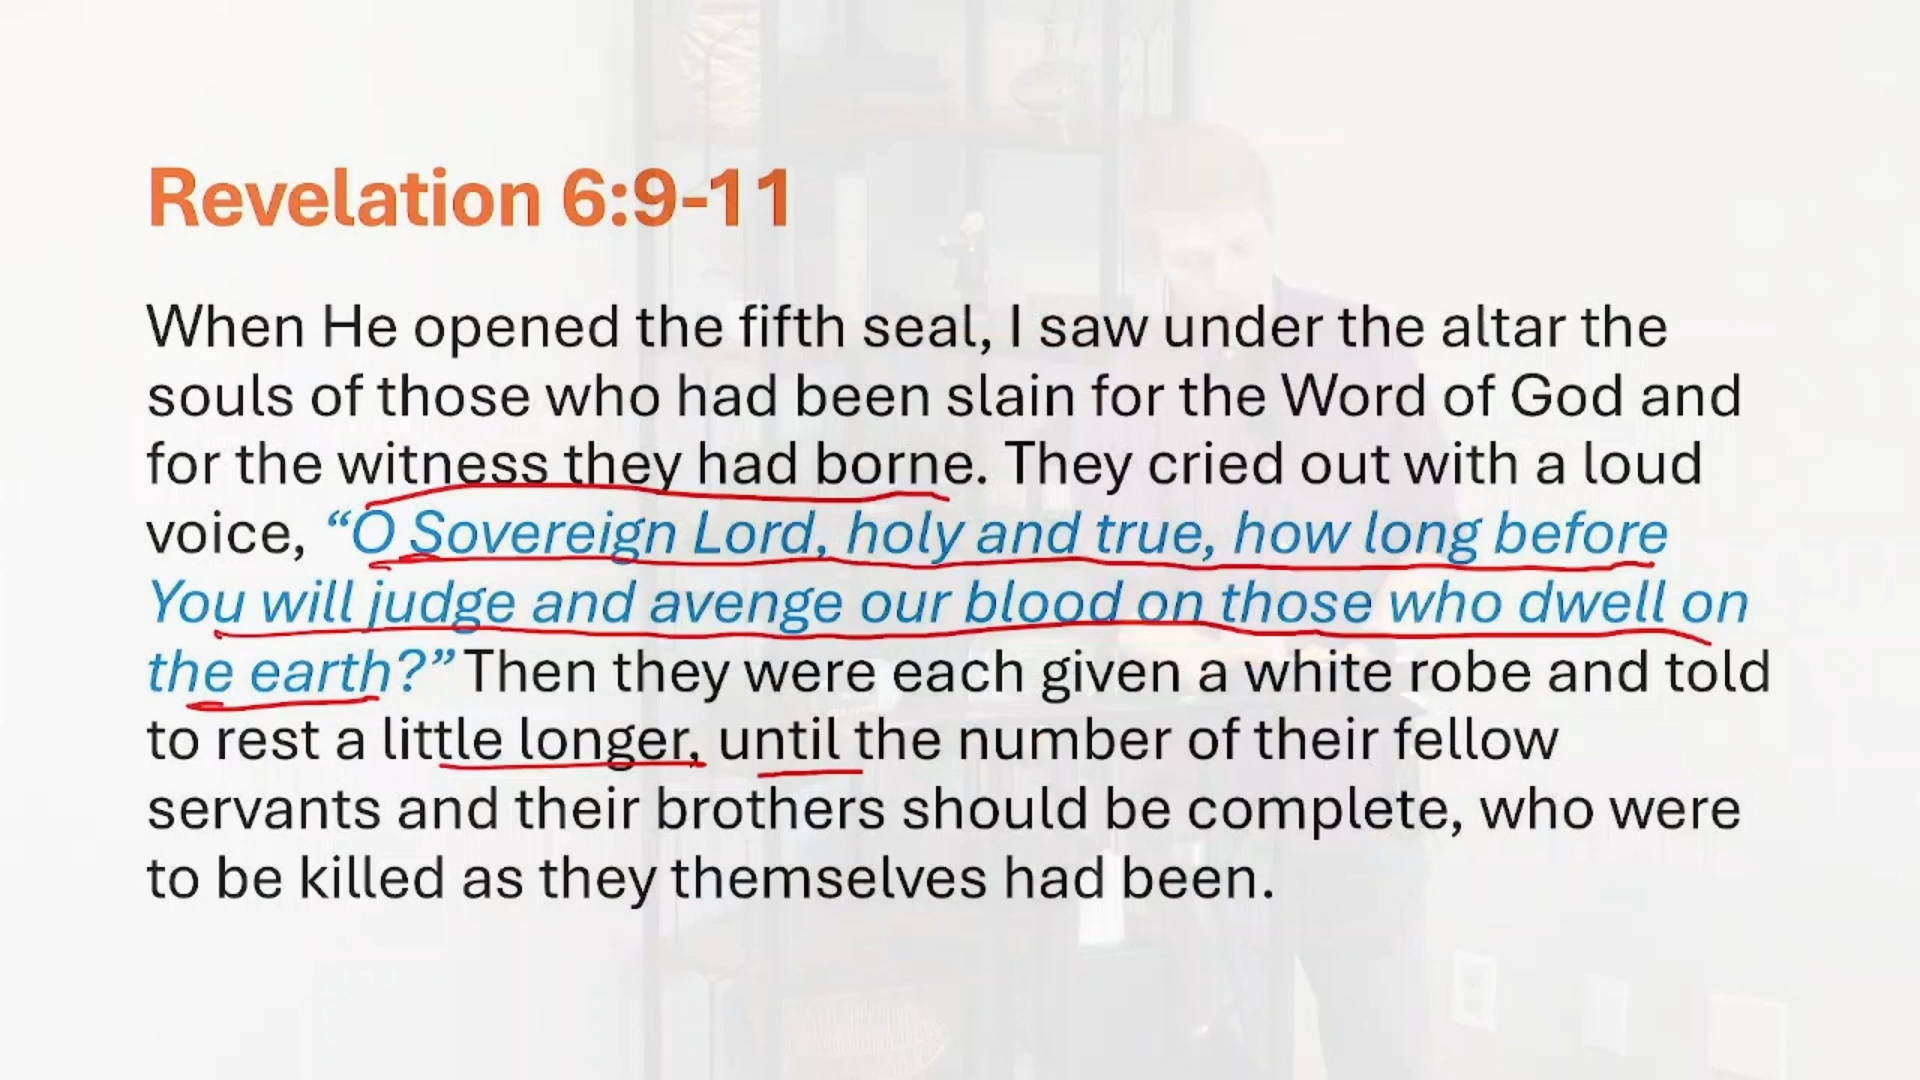 Revelation 6:9-11
When He opened the fifth seal, I saw under the altar the
souls of those who had been slain for the Word of God and
for the witness they had borne. They cried out with a loud
voice, “O Sovereign Lord, holy and true, how long before
You will judge and avenge our blood on those who dwell on
the earth?” Then they were each given a white robe and told
to rest a little longer, until the number of their fellow
servants and their brothers should be complete, who were
to be killed as they themselves had been.